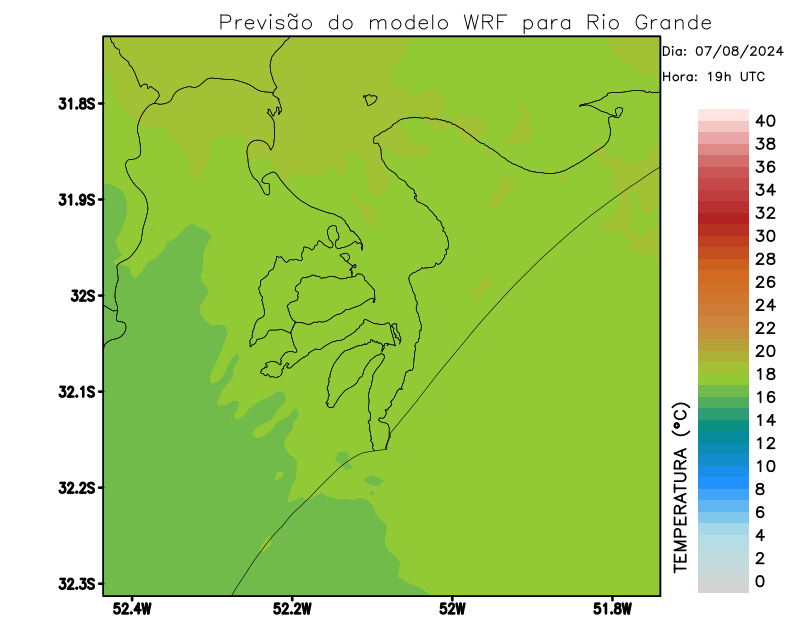 Previsão do modelo WRF para Rio Grande
Dia: 07/08/2024
Hora: 19h UTC
31.8S
31.9S
32S
32.1S
32.2S
32.3S
52.4W
52.2W
52W
51.8W
TEMPERATURA (°C)
40
38
36
34
32
30
28
26
24
22
20
18
16
14
12
10
8
6
4
2
0